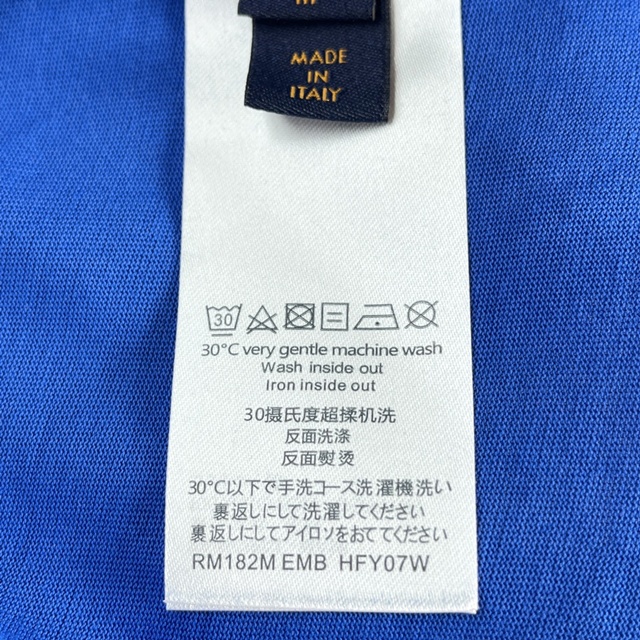 MADE
IN
ITALY
30
30°C very gentle machine wash
Wash inside out
Iron inside out
30摄氏度超揉机洗
反面洗涤
反面熨烫
30℃以下で手洗コース洗濯機洗い
裏返しにして洗濯してください
裏返しにしてアイロンをおてください
RM182M EMB HFY07W